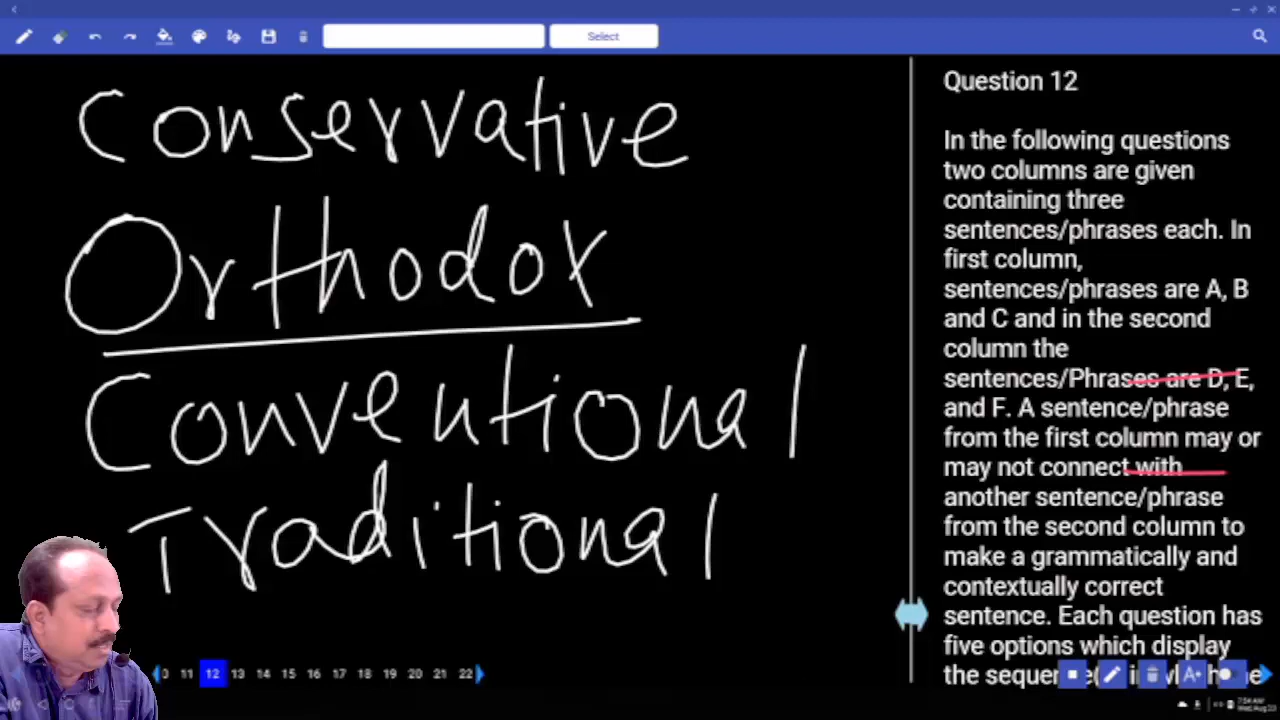 Select
Conservative
Orthodox
Conventional
Traditional
Question 12
In the following questions
two columns are given
containing three
sentences/phrases each. In
first column,
sentences/phrases are A, B
and C and in the second
column the
sentences/Phrases are D, E,
and F. A sentence/phrase
from the first column may or
may not connect with
another sentence/phrase
from the second column to
make a grammatically and
contextually correct
sentence. Each question has
five options which display
11 12 13 14 15 16 17 18 19 20 21 22
7:54 AM